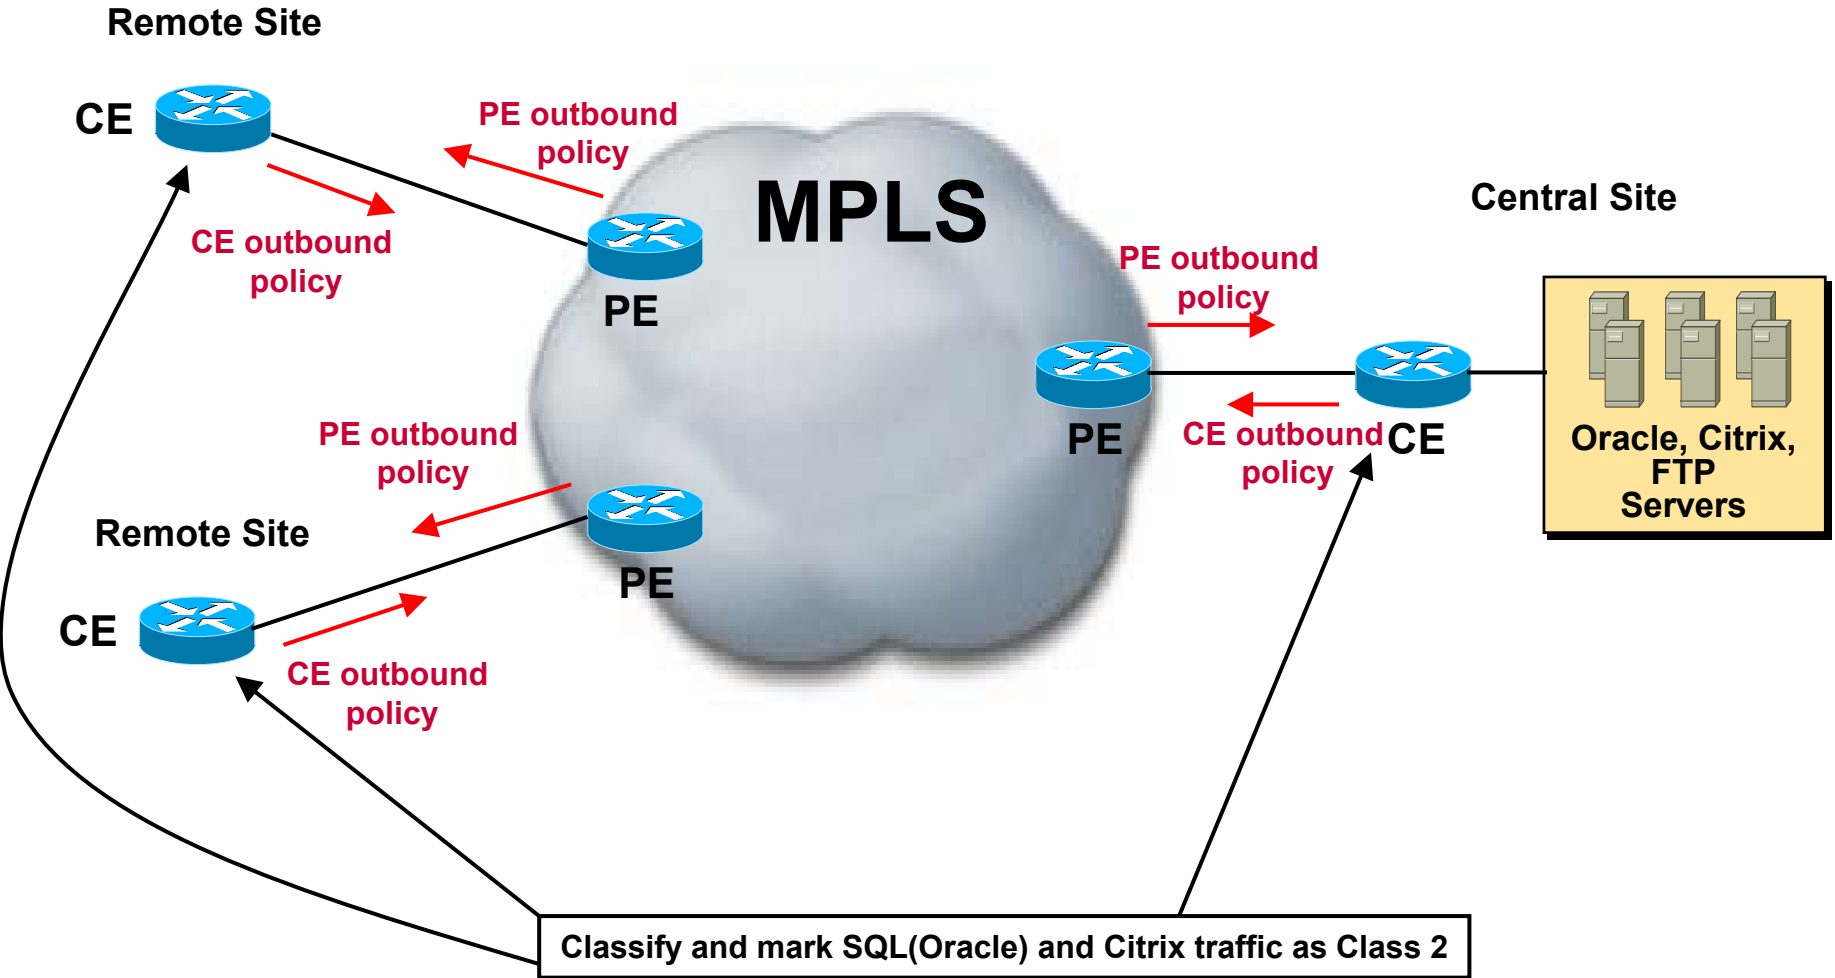 Remote Site
CE
PE outbound
policy
CE outbound
policy
PE
MPLS
Central Site
PE outbound
policy
PE
CE outbound
policy
CE
Oracle, Citrix,
FTP
Servers
PE outbound
policy
Remote Site
PE
CE
CE outbound
policy
Classify and mark SQL(Oracle) and Citrix traffic as Class 2